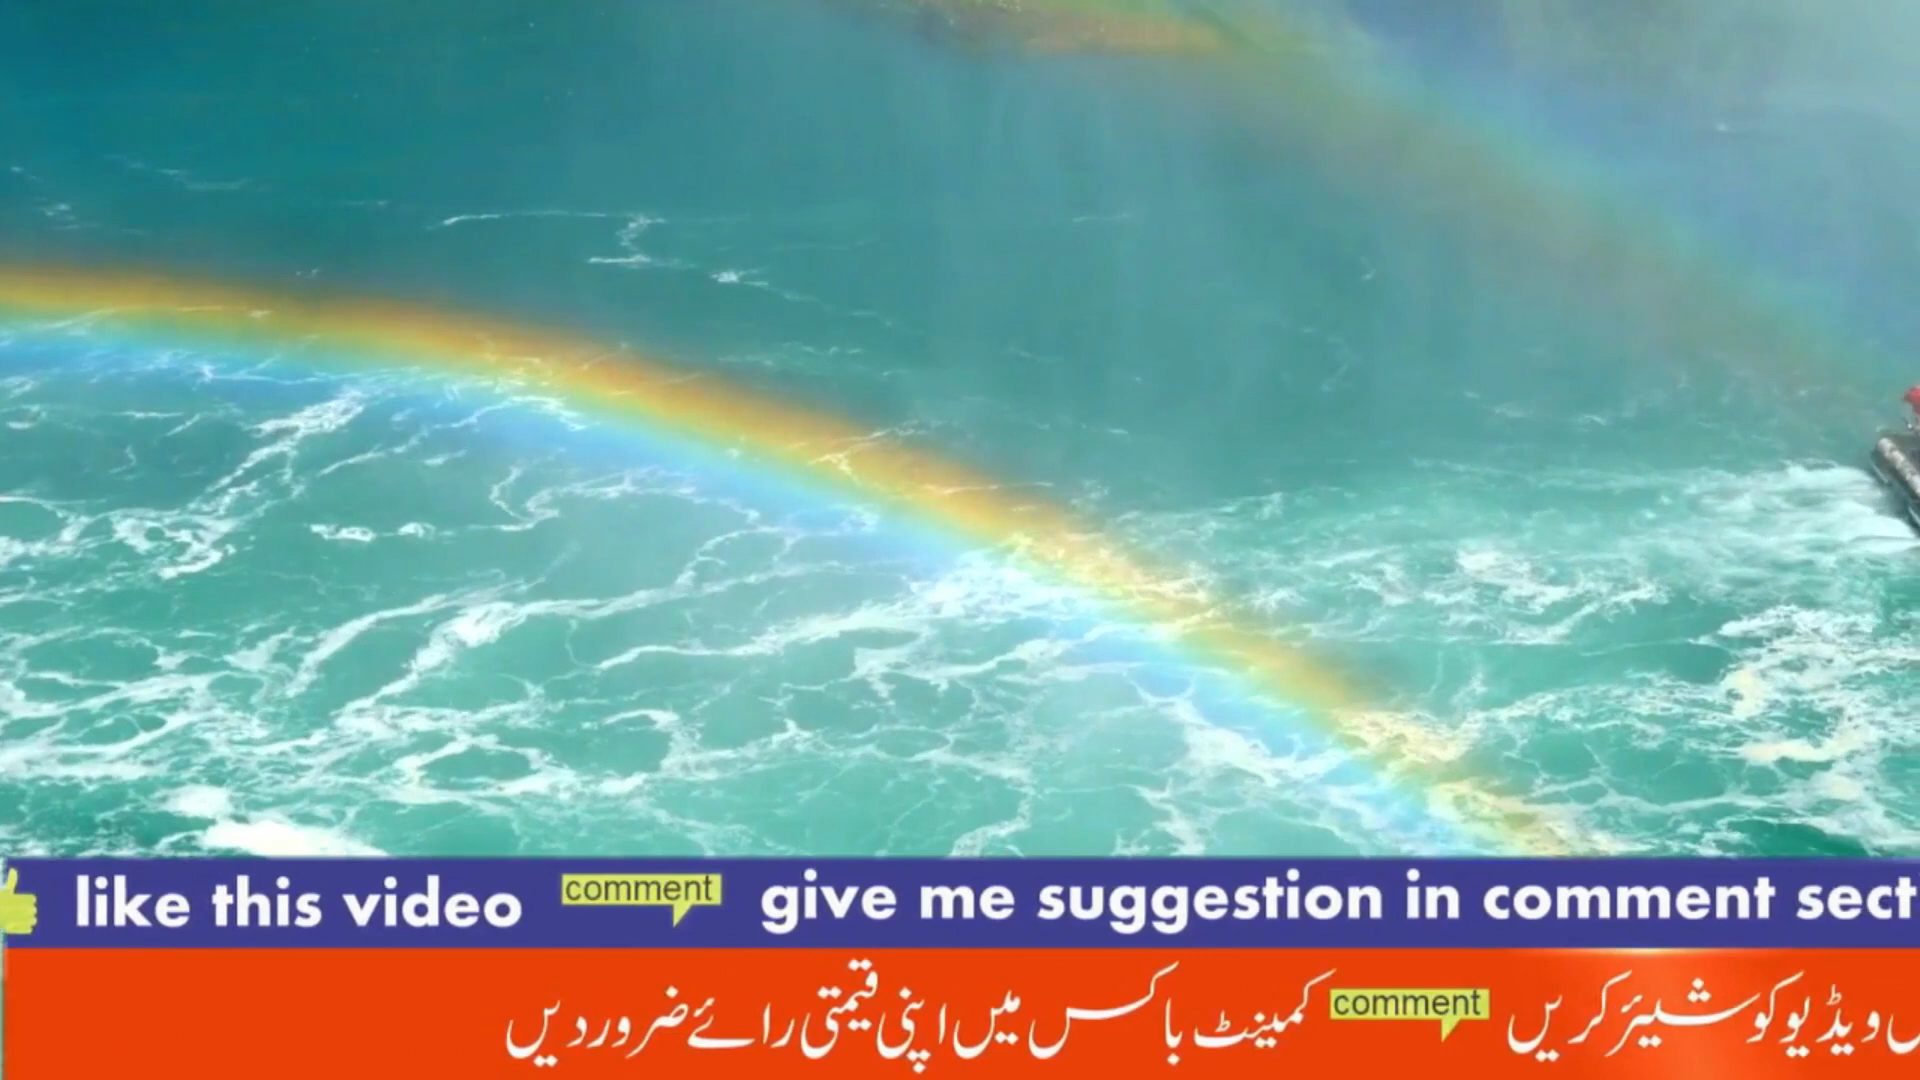 like this video comment give me suggestion in comment sect
ویڈیو کو شیئر کریں comment کمینٹ باکس میں اپنی قیمتی رائے ضرور دیں